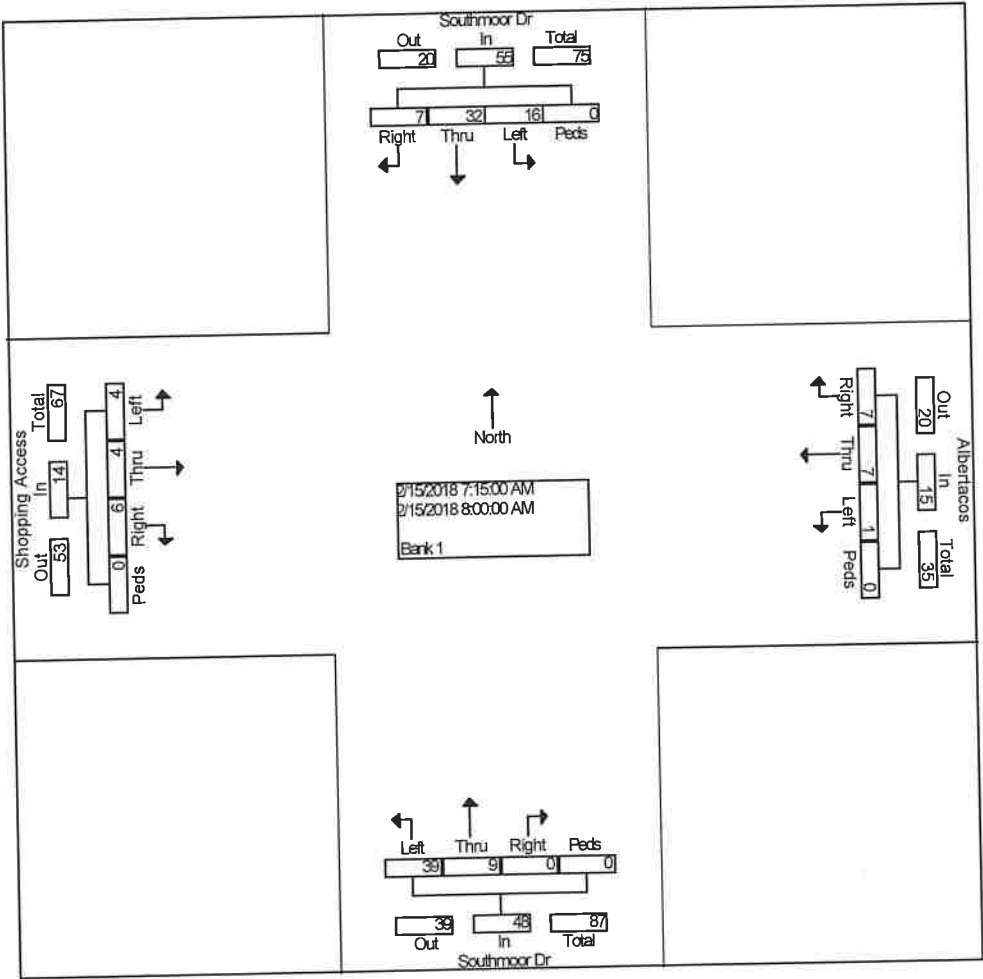 Southmoor Dr
Out In Total
20 55 75
7 32 16 0
Right Thru Left Peds
Shopping Access
Total In Out
67 14 53
4 4 6 0
Left Thru Right Peds
North
2/15/2018 7:15:00 AM
2/15/2018 8:00:00 AM
Bank 1
Right Thru Left Peds
7 7 1 0
Out In Total
20 15 35
Albertacos
Left Thru Right Peds
39 9 0 0
39 48 87
Out In Total
Southmoor Dr